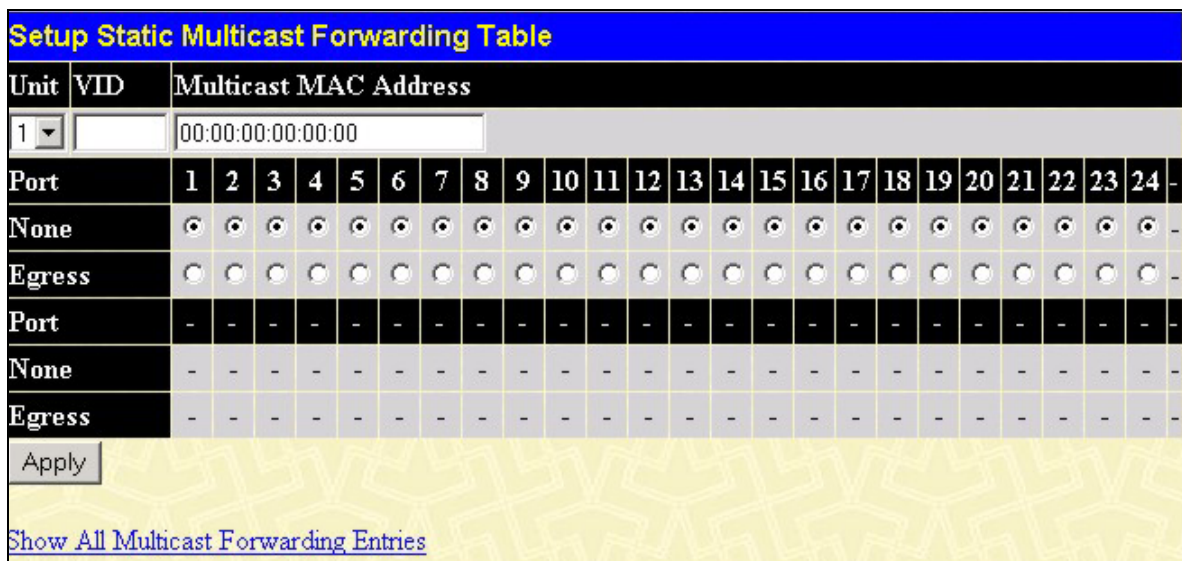 Setup Static Multicast Forwarding Table
Unit VID Multicast MAC Address
1 00:00:00:00:00:00
Port 1 2 3 4 5 6 7 8 9 10 11 12 13 14 15 16 17 18 19 20 21 22 23 24 -
None -
Egress -
Port - - - - - - - - - - - - - - - - - - - - - - - - -
None - - - - - - - - - - - - - - - - - - - - - - - - -
Egress - - - - - - - - - - - - - - - - - - - - - - - - -
Apply
Show All Multicast Forwarding Entries